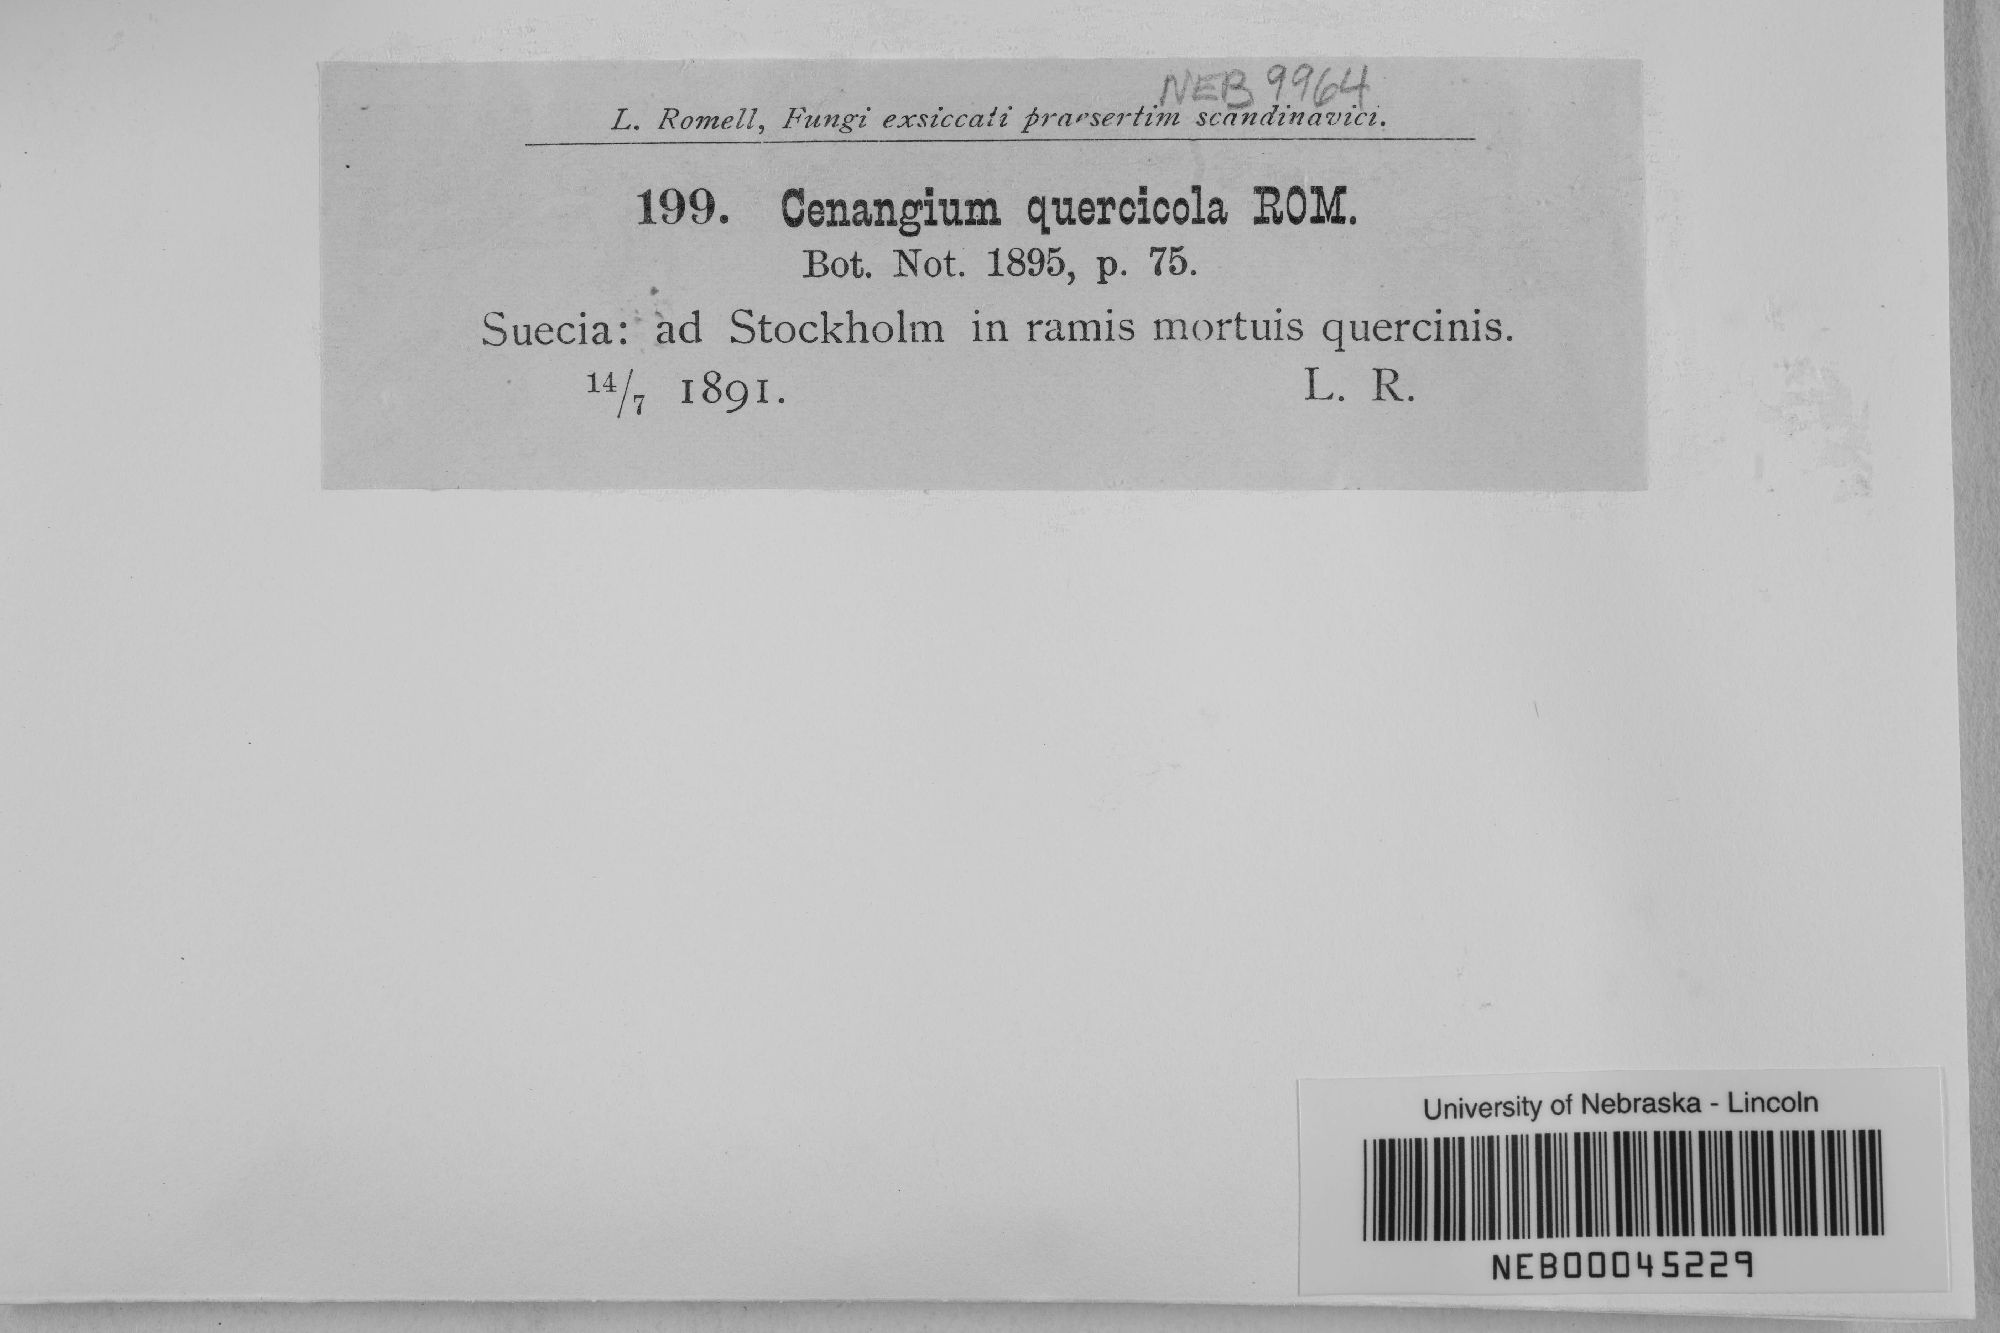 NEB 9964
L. Romell, Fungi exsiccati praesertim scandinavici.
199. Cenangium quercicola ROM.
Bot. Not. 1895, p. 75.
Suecia: ad Stockholm in ramis mortuis quercinis.
14/7 1891. L. R.
University of Nebraska - Lincoln
NEB00045229